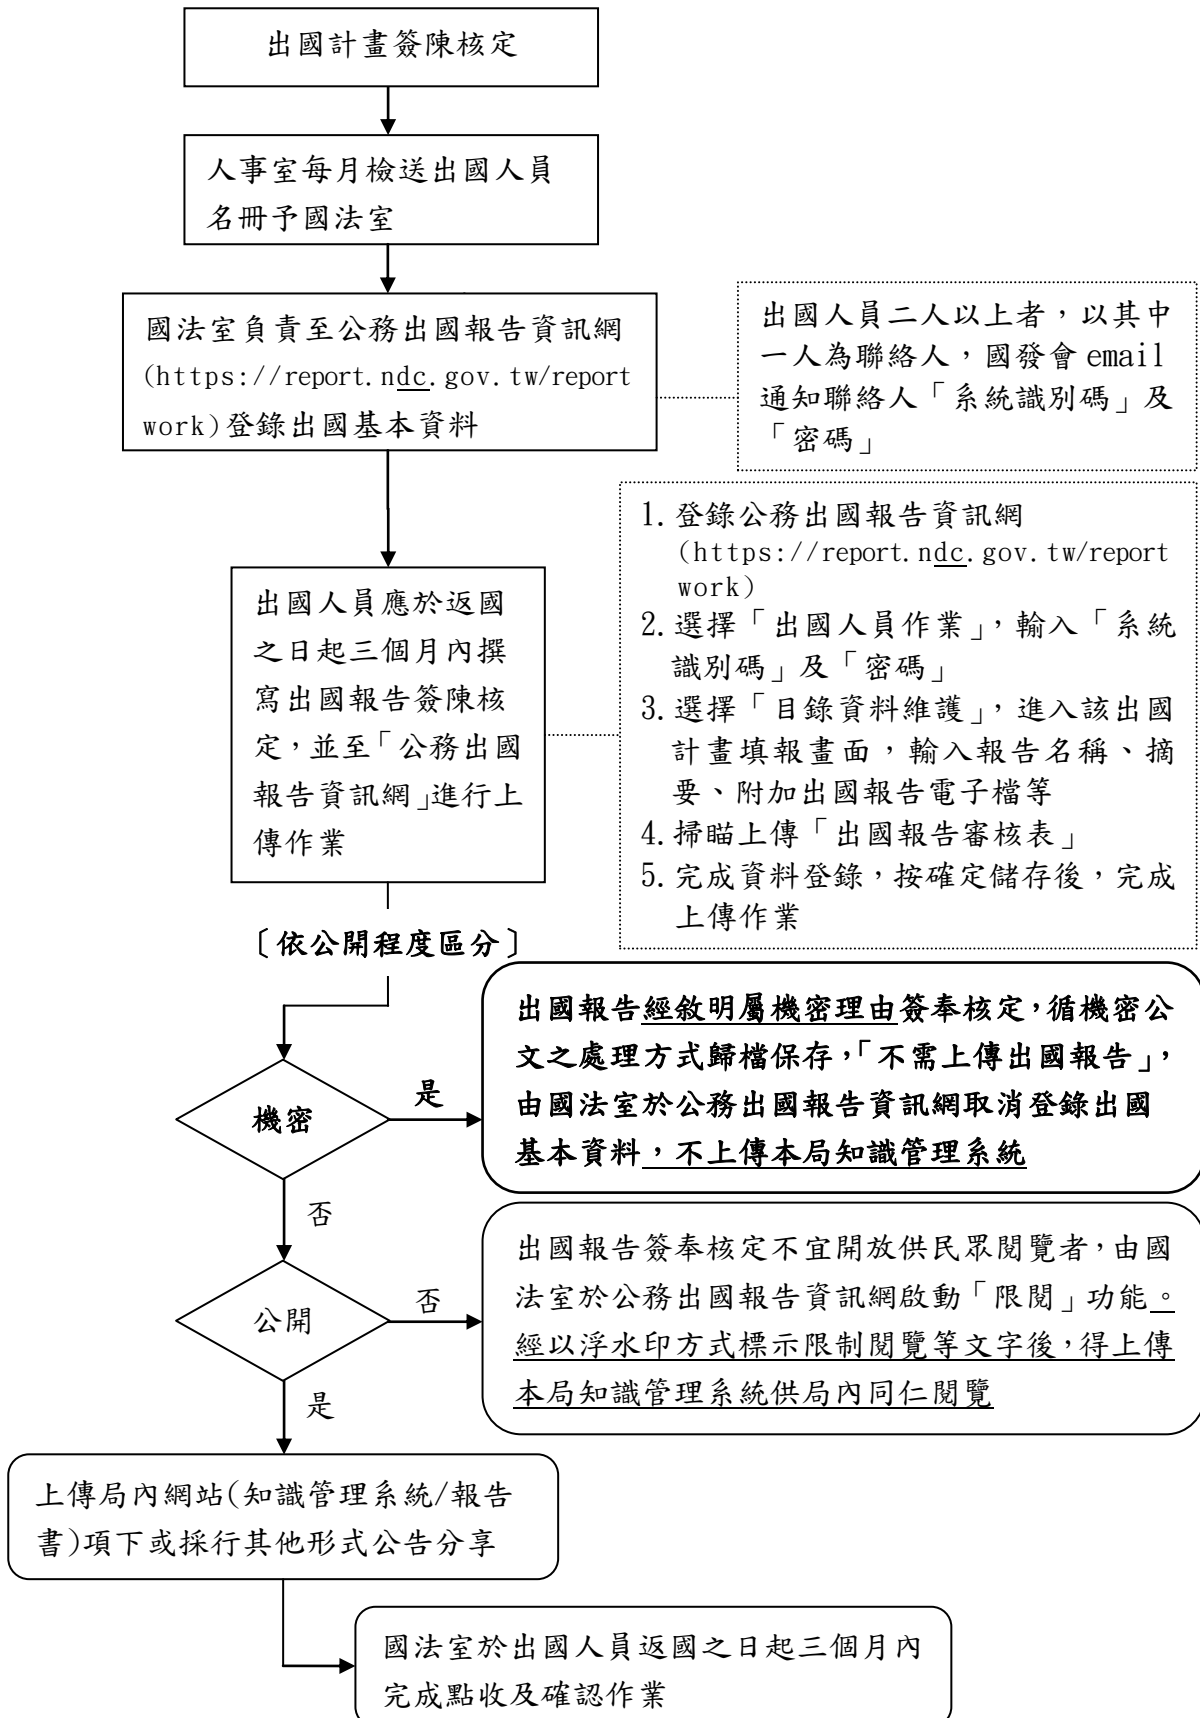 出國計畫簽陳核定
人事室每月檢送出國人員
名冊予國法室
國法室負責至公務出國報告資訊網
(https://report.ndc.gov.tw/report
work)登錄出國基本資料
出國人員二人以上者，以其中
一人為聯絡人，國發會 email
通知聯絡人「系統識別碼」及
「密碼」
出國人員應於返國
之日起三個月內撰
寫出國報告簽陳核
定，並至「公務出國
報告資訊網」進行上
傳作業
1. 登錄公務出國報告資訊網
(https://report.ndc.gov.tw/report
work)
2. 選擇「出國人員作業」，輸入「系統
識別碼」及「密碼」
3. 選擇「目錄資料維護」，進入該出國
計畫填報畫面，輸入報告名稱、摘
要、附加出國報告電子檔等
4. 掃瞄上傳「出國報告審核表」
5. 完成資料登錄，按確定儲存後，完成
上傳作業
〔依公開程度區分〕
機密
是
出國報告經敘明屬機密理由簽奉核定，循機密公
文之處理方式歸檔保存，「不需上傳出國報告」，
由國法室於公務出國報告資訊網取消登錄出國
基本資料，不上傳本局知識管理系統
否
公開
否
出國報告簽奉核定不宜開放供民眾閱覽者，由國
法室於公務出國報告資訊網啟動「限閱」功能。
經以浮水印方式標示限制閱覽等文字後，得上傳
本局知識管理系統供局內同仁閱覽
是
上傳局內網站(知識管理系統/報告
書)項下或採行其他形式公告分享
國法室於出國人員返國之日起三個月內
完成點收及確認作業